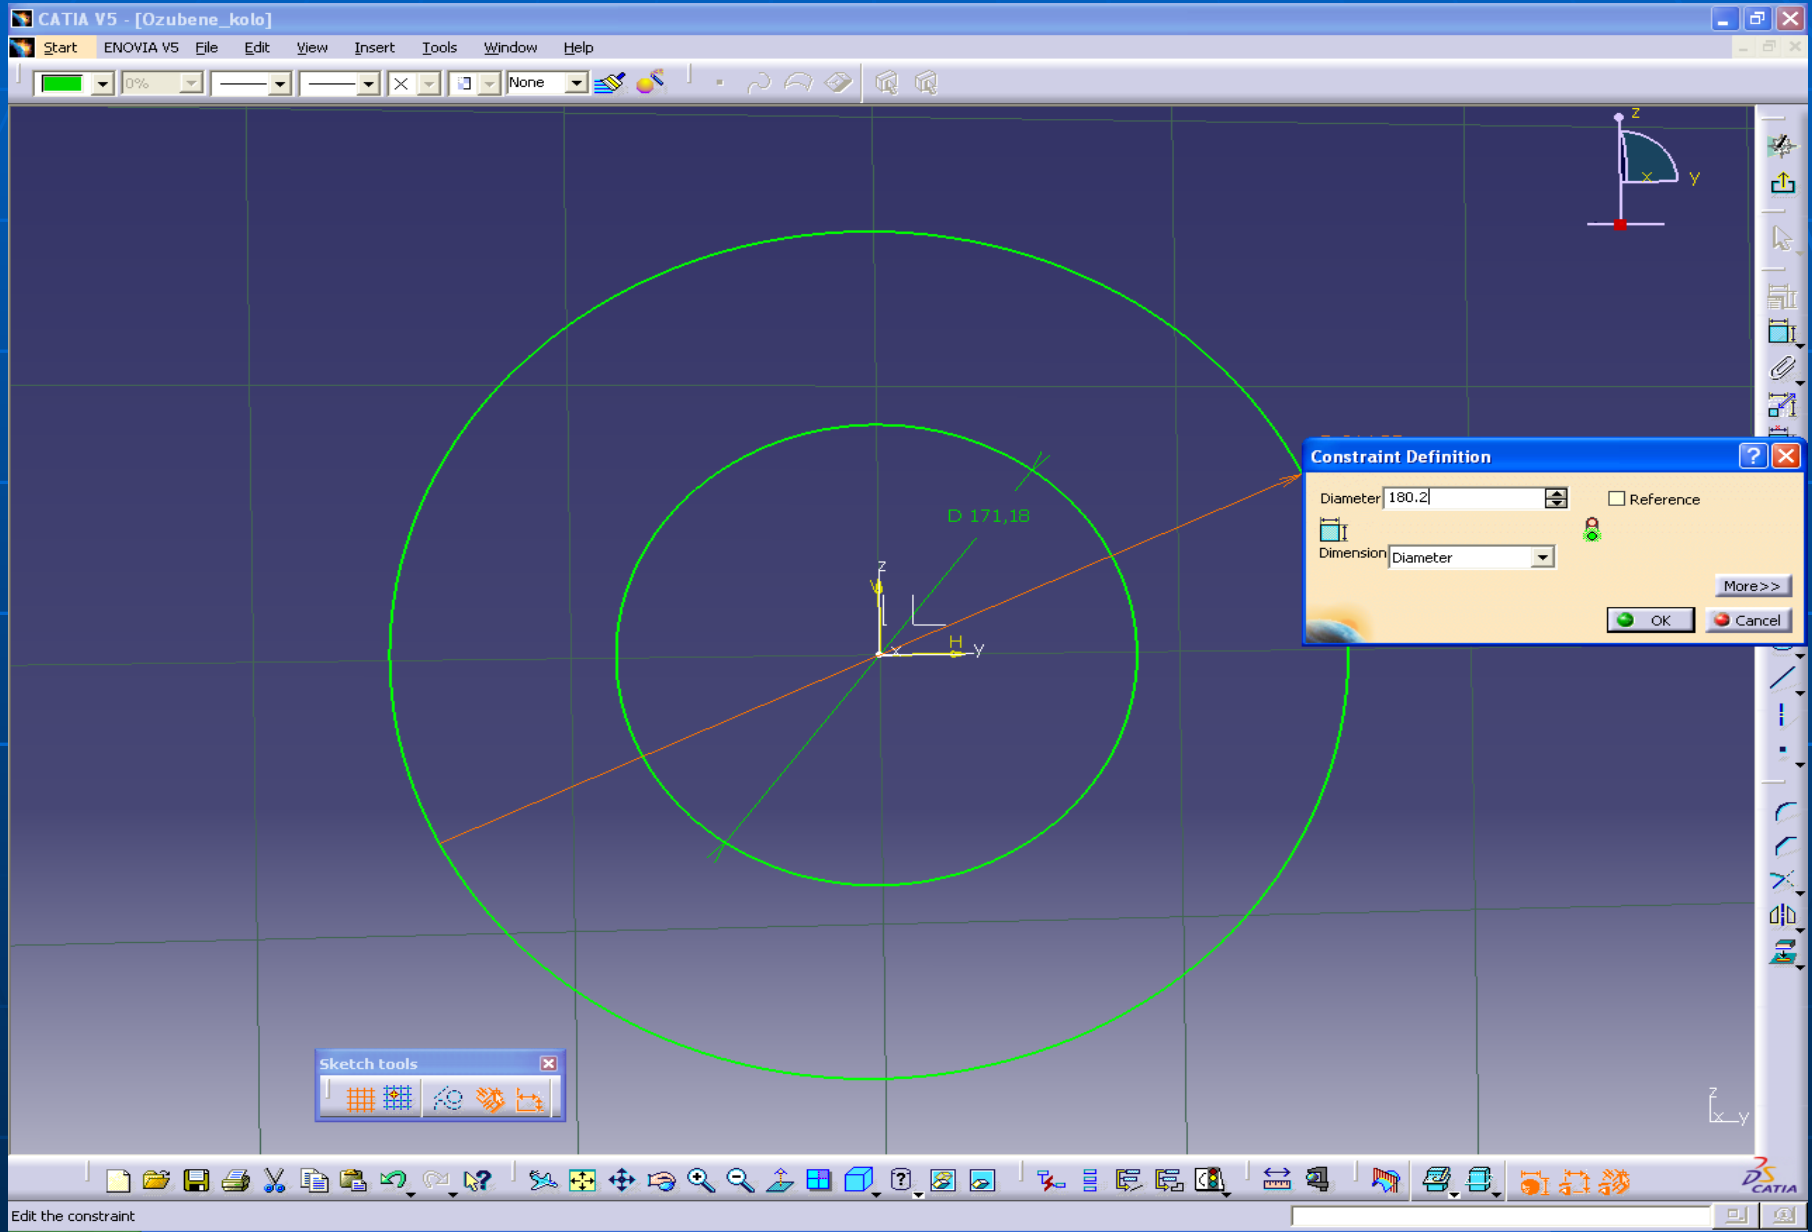 CATIA V5 - [Ozubene_kolo]
Start ENOVIA V5 File Edit View Insert Tools Window Help
0% None
z
x y
Constraint Definition
Diameter 180.2 Reference
D 171,18
Dimension Diameter
z
V
More>>
OK Cancel
H
x y
Sketch tools
z
x y
CATIA
Edit the constraint